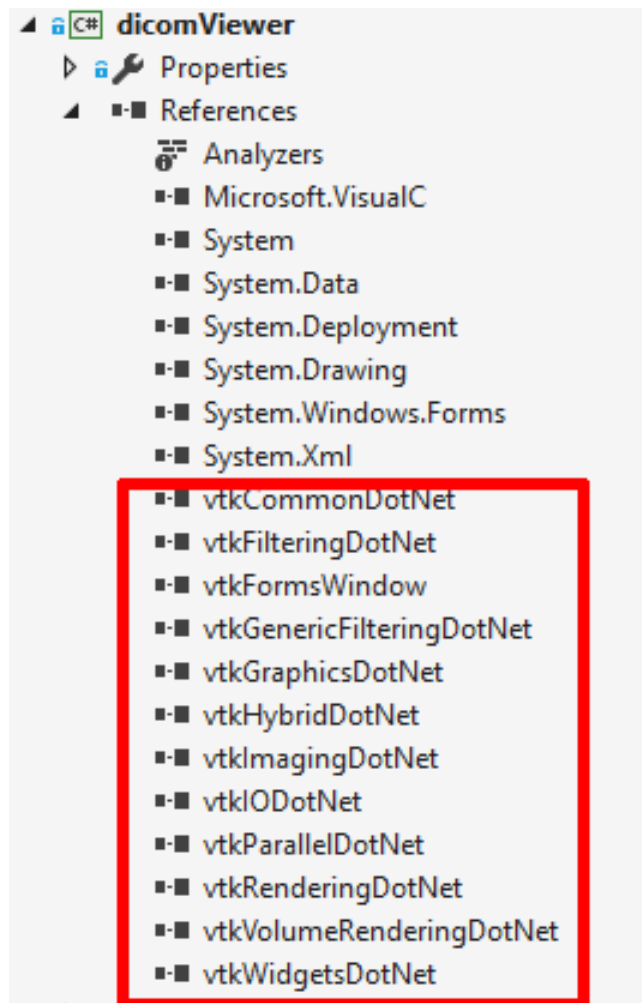 C# dicomViewer
Properties
References
Analyzers
Microsoft.VisualC
System
System.Data
System.Deployment
System.Drawing
System.Windows.Forms
System.Xml
vtkCommonDotNet
vtkFilteringDotNet
vtkFormsWindow
vtkGenericFilteringDotNet
vtkGraphicsDotNet
vtkHybridDotNet
vtkImagingDotNet
vtkIODotNet
vtkParallelDotNet
vtkRenderingDotNet
vtkVolumeRenderingDotNet
vtkWidgetsDotNet